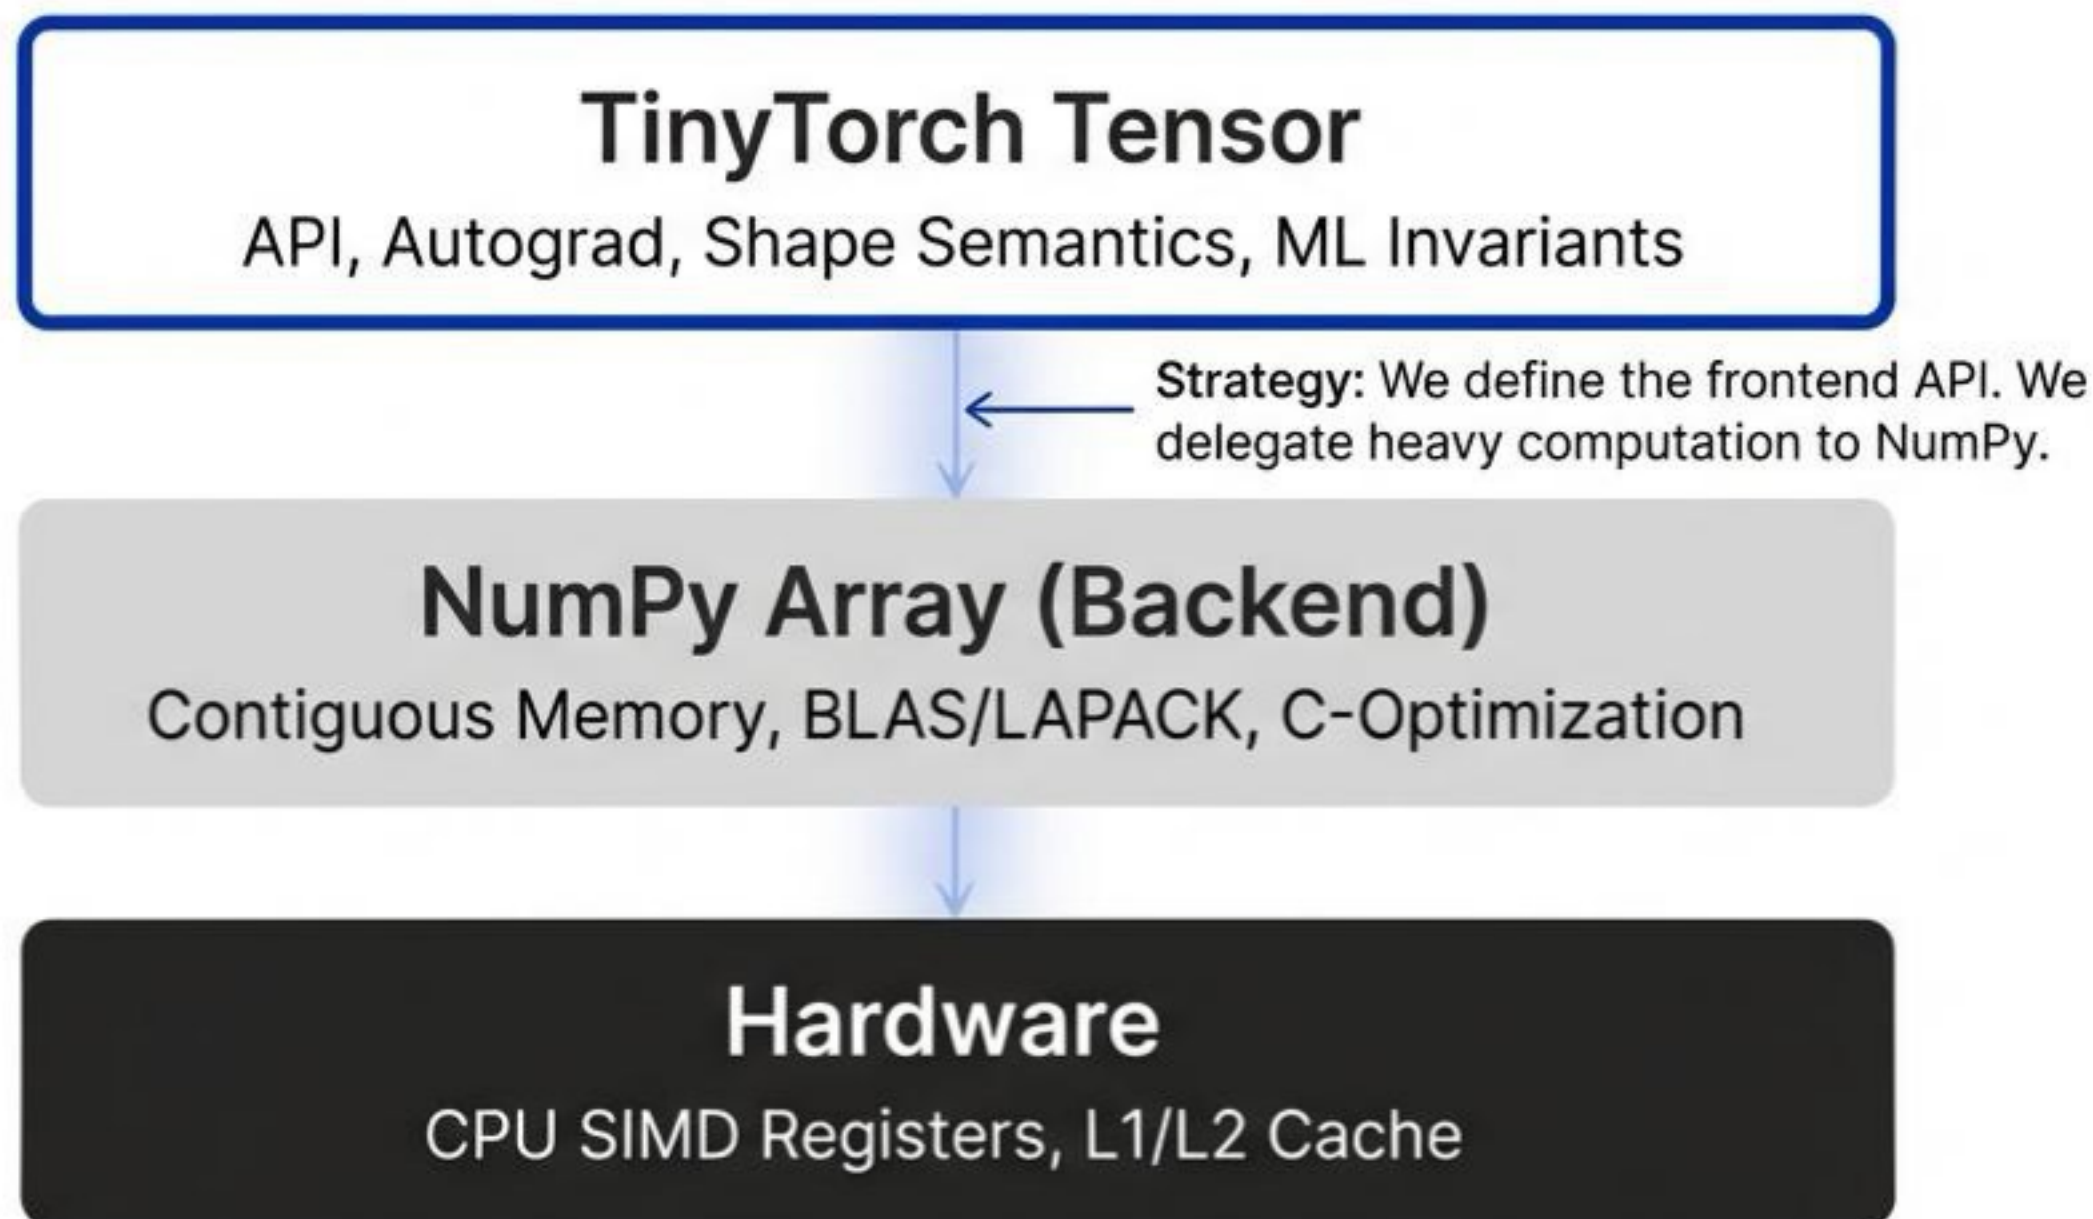 TinyTorch Tensor
API, Autograd, Shape Semantics, ML Invariants
Strategy: We define the frontend API. We
delegate heavy computation to NumPy.
NumPy Array (Backend)
Contiguous Memory, BLAS/LAPACK, C-Optimization
Hardware
CPU SIMD Registers, L1/L2 Cache